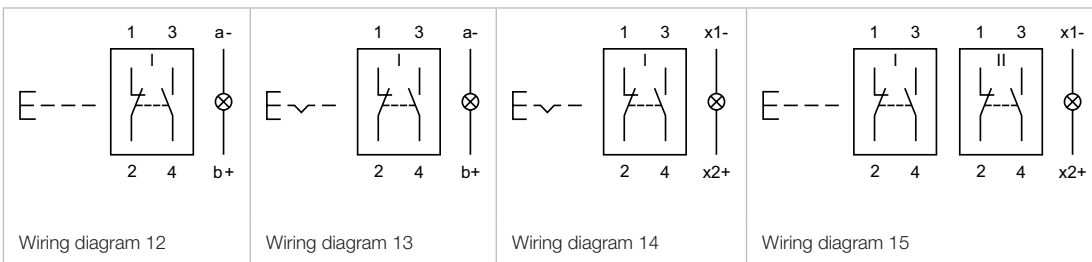 1 3 a-
I
2 4 b+
Wiring diagram 12
1 3 a-
I
2 4 b+
Wiring diagram 13
1 3 x1-
I
2 4 x2+
Wiring diagram 14
1 3 1 3 x1-
I II
2 4 2 4 x2+
Wiring diagram 15